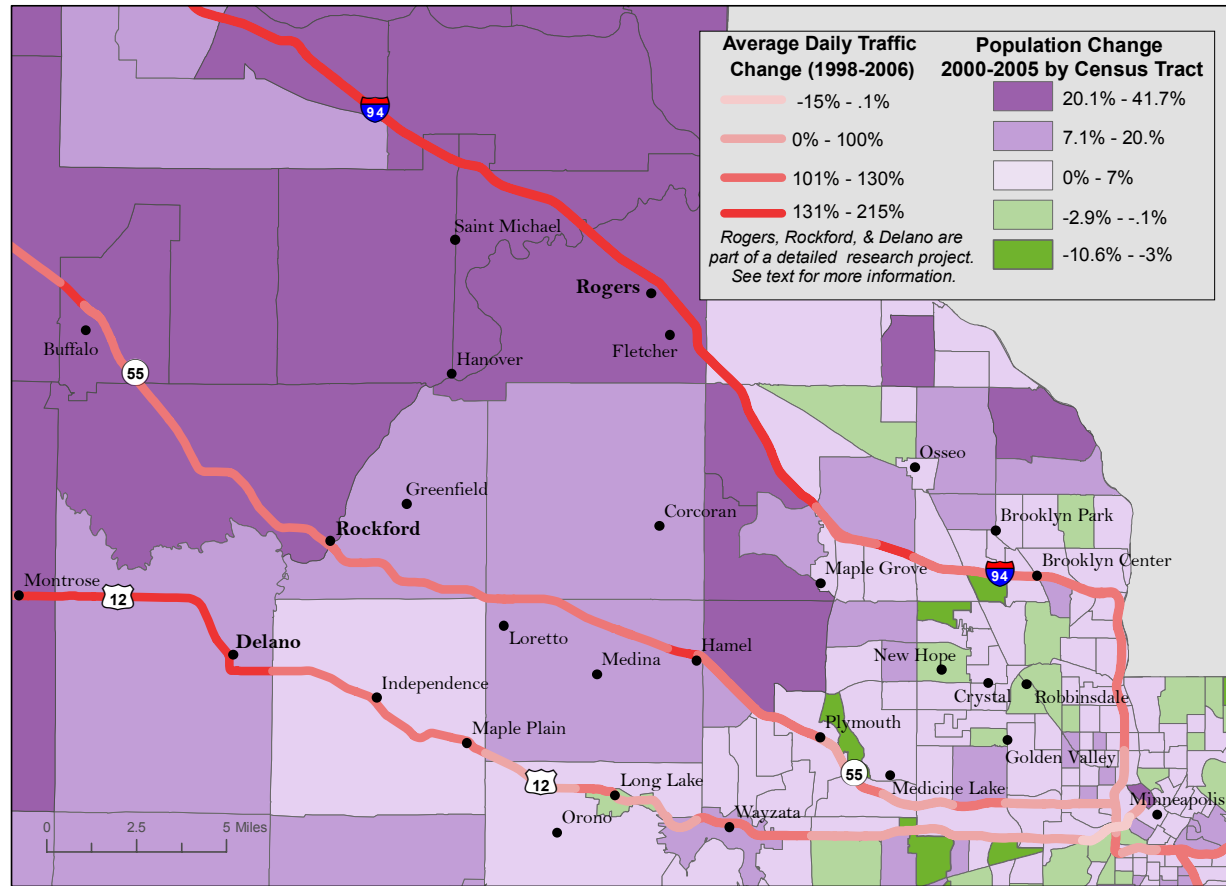 Average Daily Traffic
Change (1998-2006)
-15% - .1%
0% - 100%
101% - 130%
131% - 215%
Rogers, Rockford, & Delano are
part of a detailed research project.
See text for more information.
Population Change
2000-2005 by Census Tract
20.1% - 41.7%
7.1% - 20.%
0% - 7%
-2.9% - -.1%
-10.6% - -3%
94
Saint Michael
Rogers
Buffalo
Fletcher
55
Hanover
Osseo
Greenfield
Corcoran
Brooklyn Park
Rockford
Maple Grove
94
Brooklyn Center
Montrose
12
Delano
Loretto
Hamel
Medina
New Hope
Crystal
Robbinsdale
Independence
Maple Plain
Plymouth
Golden Valley
12
Long Lake
55
Medicine Lake
Minneapolis
Orono
Wayzata
0 2.5 5 Miles